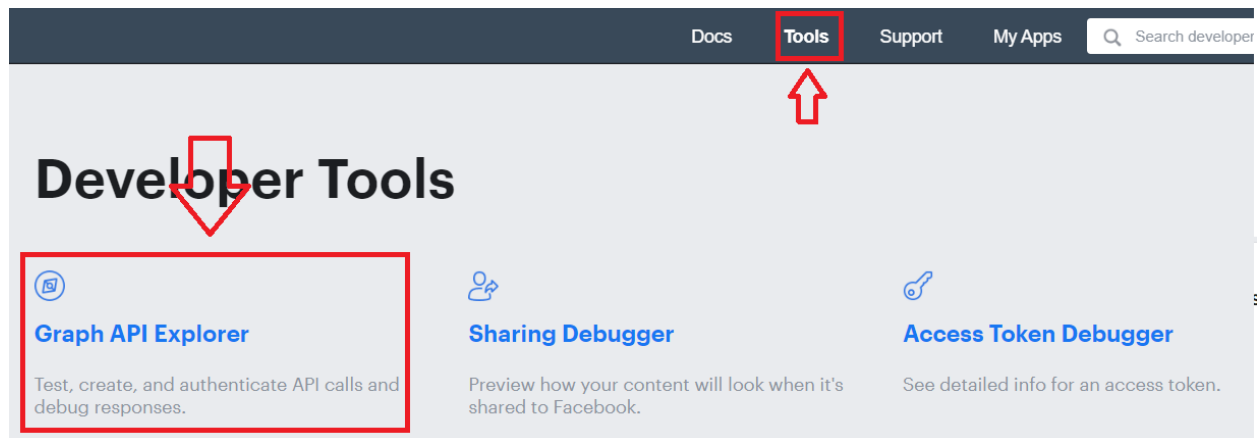 Docs Tools Support My Apps Search developer
Developer Tools
Graph API Explorer
Test, create, and authenticate API calls and
debug responses.
Sharing Debugger
Preview how your content will look when it's
shared to Facebook.
Access Token Debugger
See detailed info for an access token.